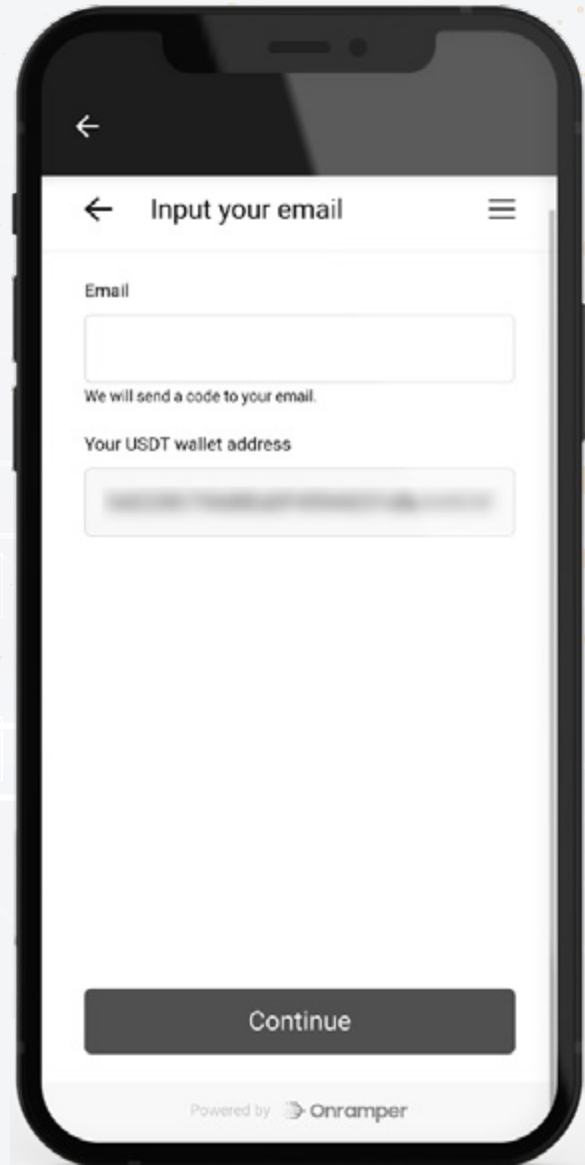 Input your email
Email
We will send a code to your email.
Your USDT wallet address
Continue
Powered by Onramper